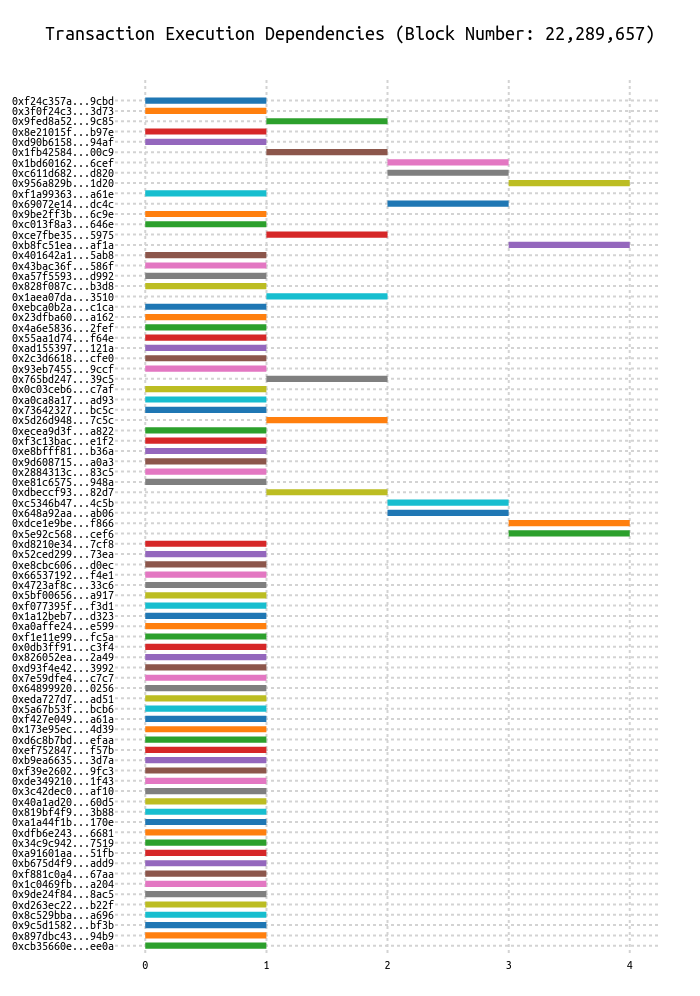 Transaction Execution Dependencies (Block Number: 22,289,657)
0xf24c357a...9cbd
0x3f0f24c3...3d73
0x9fed8a52...9c85
0x8e21015f...b97e
0xd90b6158...94af
0x1fb42584...00c9
0x1bd60162...6cef
0xc611d682...d820
0x956a829b...1d20
0xf1a99363...a61e
0x69072e14...dc4c
0x9be2ff3b...6c9e
0xc013f8a3...646e
0xce7fbe35...5975
0xb8fc51ea...af1a
0x401642a1...5ab8
0x43bac36f...586f
0xa57f5593...d992
0x828f087c...b3d8
0x1aea07da...3510
0xebca0b2a...c1ca
0x23dfba60...a162
0x4a6e5836...2fef
0x55aa1d74...f64e
0xad155397...121a
0x2c3d6618...cfe0
0x93eb7455...9ccf
0x765bd247...39c5
0x0c03ceb6...c7af
0xa0ca8a17...ad93
0x73642327...bc5c
0x5d26d948...7c5c
0xecea9d3f...a822
0xf3c13bac...e1f2
0xe8bfff81...b36a
0x9d608715...a0a3
0x2884313c...83c5
0xe81c6575...948a
0xdbeccf93...82d7
0xc5346b47...4c5b
0x648a92aa...ab06
0xdce1e9be...f866
0x5e92c568...cef6
0xd8210e34...7cf8
0x52ced299...73ea
0xe8cbc606...d0ec
0x66537192...f4e1
0x4723af8c...33c6
0x5bf00656...a917
0xf077395f...f3d1
0x1a12beb7...d323
0xa0affe24...e599
0xf1e11e99...fc5a
0x0db3ff91...c3f4
0x826052ea...2a49
0xd93f4e42...3992
0x7e59dfe4...c7c7
0x64899920...0256
0xeda727d7...ad51
0x5a67b53f...bcb6
0xf427e049...a61a
0x173e95ec...4d39
0xd6c8b7bd...efaa
0xef752847...f57b
0xb9ea6635...3d7a
0xf39e2602...9fc3
0xde349210...1f43
0x3c42dec0...af10
0x40a1ad20...60d5
0x819bf4f9...3b88
0xa1a44f1b...170e
0xdfb6e243...6681
0x34c9c942...7519
0xa91601aa...51fb
0xb675d4f9...add9
0xf881c0a4...67aa
0x1c0469fb...a204
0x9de24f84...8ac5
0xd263ec22...b22f
0x8c529bba...a696
0x9c5d1582...bf3b
0x897dbc43...94b9
0xcb35660e...ee0a
0 1 2 3 4